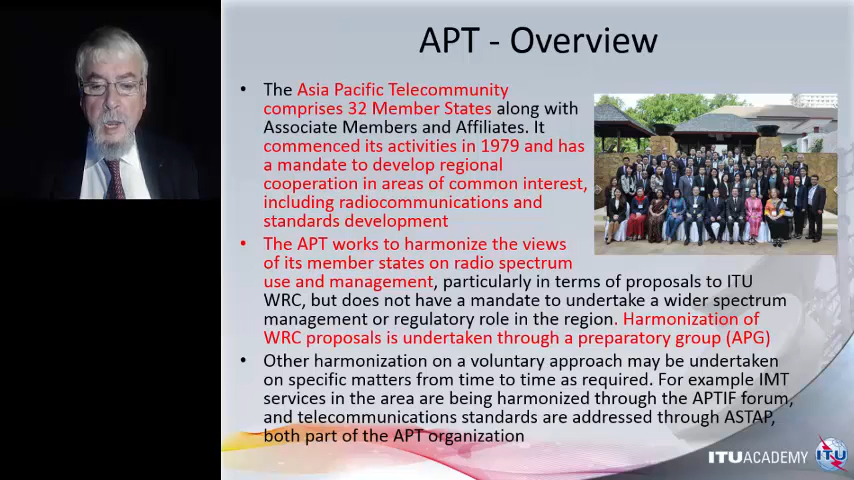 APT - Overview
• The Asia Pacific Telecommunity
comprises 32 Member States along with
Associate Members and Affiliates. It
commenced its activities in 1979 and has
a mandate to develop regional
cooperation in areas of common interest,
including radiocommunications and
standards development
• The APT works to harmonize the views
of its member states on radio spectrum
use and management, particularly in terms of proposals to ITU
WRC, but does not have a mandate to undertake a wider spectrum
management or regulatory role in the region. Harmonization of
WRC proposals is undertaken through a preparatory group (APG)
• Other harmonization on a voluntary approach may be undertaken
on specific matters from time to time as required. For example IMT
services in the area are being harmonized through the APTIF forum,
and telecommunications standards are addressed through ASTAP,
both part of the APT organization
ITUACADEMY ITU